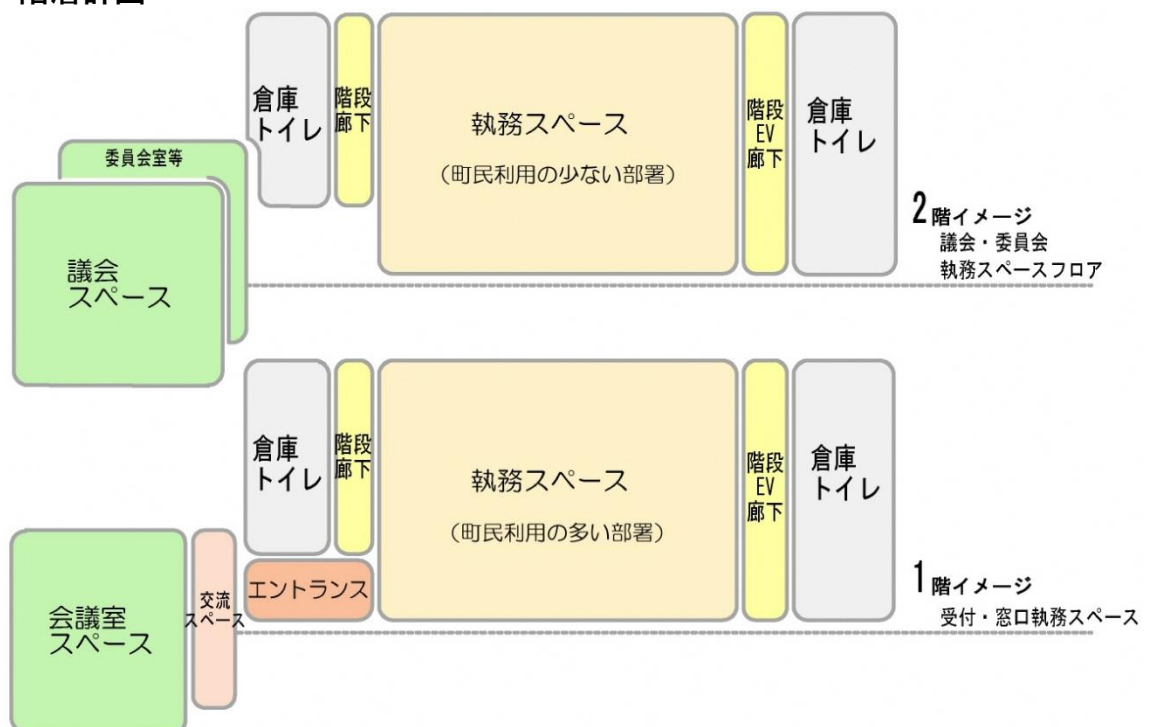 倉庫
トイレ
階段
廊下
執務スペース
(町民利用の少ない部署)
階段
EV
廊下
倉庫
トイレ
委員会室等
議会
スペース
2階イメージ
議会・委員会
執務スペースフロア
倉庫
トイレ
階段
廊下
執務スペース
(町民利用の多い部署)
階段
EV
廊下
倉庫
トイレ
エントランス
交流
スペース
会議室
スペース
1階イメージ
受付・窓口執務スペース